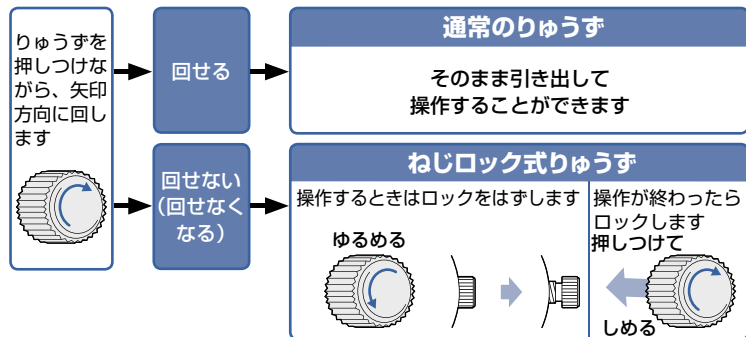 りゅうずを
押しつけな
がら、矢印
方向に回し
ます
回せる
通常のりゅうず
そのまま引き出して
操作することができます
回せない
(回せなく
なる)
ねじロック式りゅうず
操作するときはロックをはずします
ゆるめる
操作が終わったら
ロックします
押しつけて
しめる